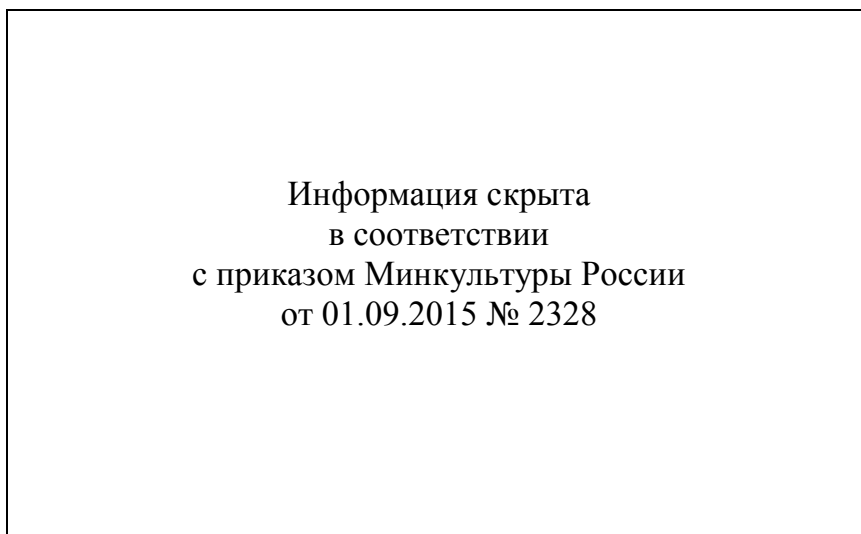 Информация скрыта
в соответствии
с приказом Минкультуры России
от 01.09.2015 № 2328